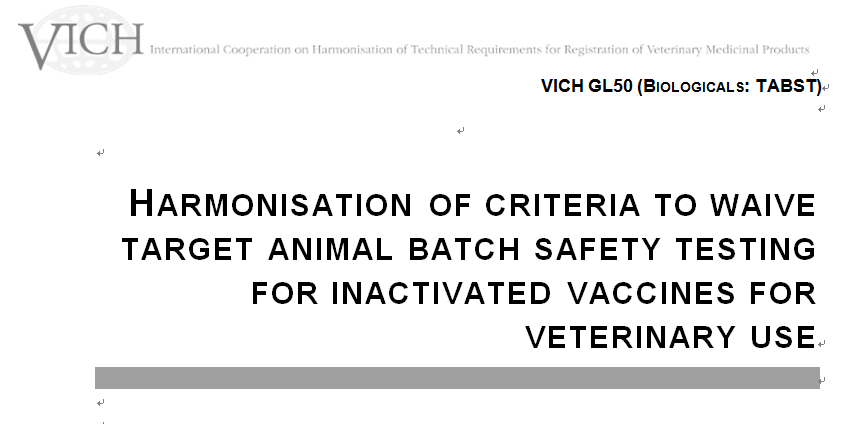 VICH International Cooperation on Harmonisation of Technical Requirements for Registration of Veterinary Medicinal Products
VICH GL50 (BIOLOGICALS: TABST)
HARMONISATION OF CRITERIA TO WAIVE
TARGET ANIMAL BATCH SAFETY TESTING
FOR INACTIVATED VACCINES FOR
VETERINARY USE